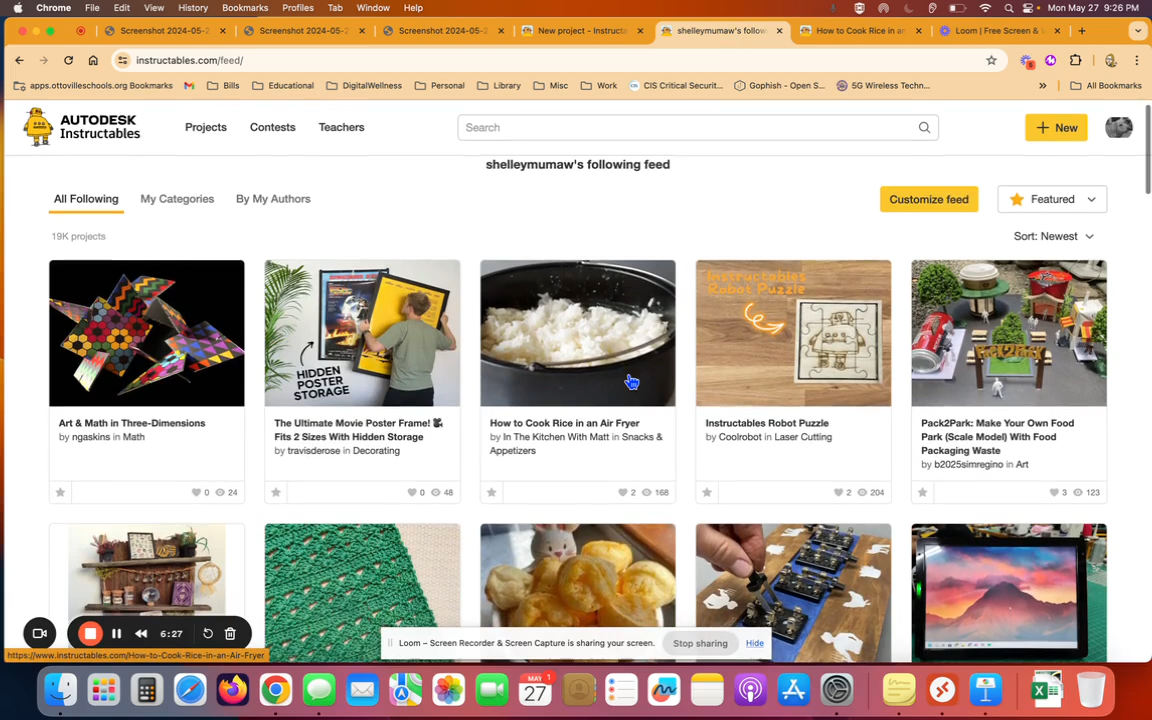 Chrome File Edit View History Bookmarks Profiles Tab Window Help Mon May 27 9:26 PM
Screenshot 2024-05-2 Screenshot 2024-05-2 Screenshot 2024-05-2 New project - Instructa shelleymumaw's follow How to Cook Rice in an Loom | Free Screen &
instructables.com/feed/
apps.ottovilleschools.org Bookmarks Bills Educational DigitalWellness Personal Library Misc Work CIS Critical Securit... Gophish - Open S... 5G Wireless Techn... All Bookmarks
AUTODESK
Instructables
Projects Contests Teachers Search New
shelleymumaw's following feed
All Following My Categories By My Authors Customize feed Featured
19K projects Sort: Newest
HIDDEN
POSTER
STORAGE
Instructables
Robot Puzzle
PACK2PARK
Art & Math in Three-Dimensions
by ngaskins in Math
0 24
The Ultimate Movie Poster Frame! 🎥
Fits 2 Sizes With Hidden Storage
by travisderose in Decorating
0 48
How to Cook Rice in an Air Fryer
by In The Kitchen With Matt in Snacks &
Appetizers
2 168
Instructables Robot Puzzle
by Coolrobot in Laser Cutting
2 204
Pack2Park: Make Your Own Food
Park (Scale Model) With Food
Packaging Waste
by b2025simregino in Art
3 123
6:27
Loom – Screen Recorder & Screen Capture is sharing your screen. Stop sharing Hide
https://www.instructables.com/How-to-Cook-Rice-in-an-Air-Fryer
MAY 1
27